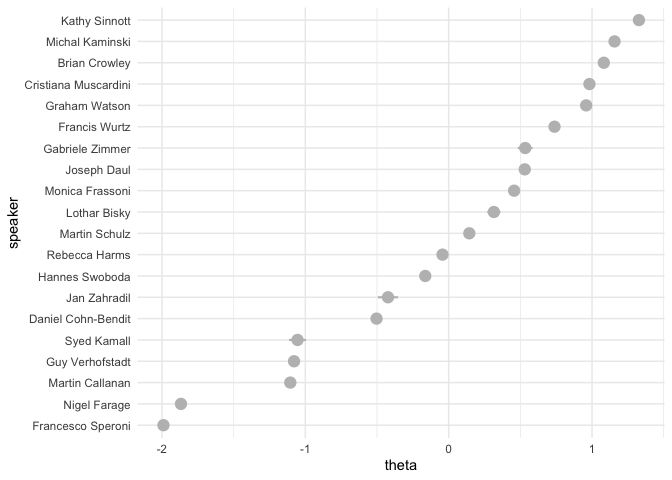 Kathy Sinnott
Michal Kaminski
Brian Crowley
Cristiana Muscardini
Graham Watson
Francis Wurtz
Gabriele Zimmer
Joseph Daul
Monica Frassoni
Lothar Bisky
Martin Schulz
Rebecca Harms
Hannes Swoboda
Jan Zahradil
Daniel Cohn-Bendit
Syed Kamall
Guy Verhofstadt
Martin Callanan
Nigel Farage
Francesco Speroni
speaker
-2 -1 0 1
theta